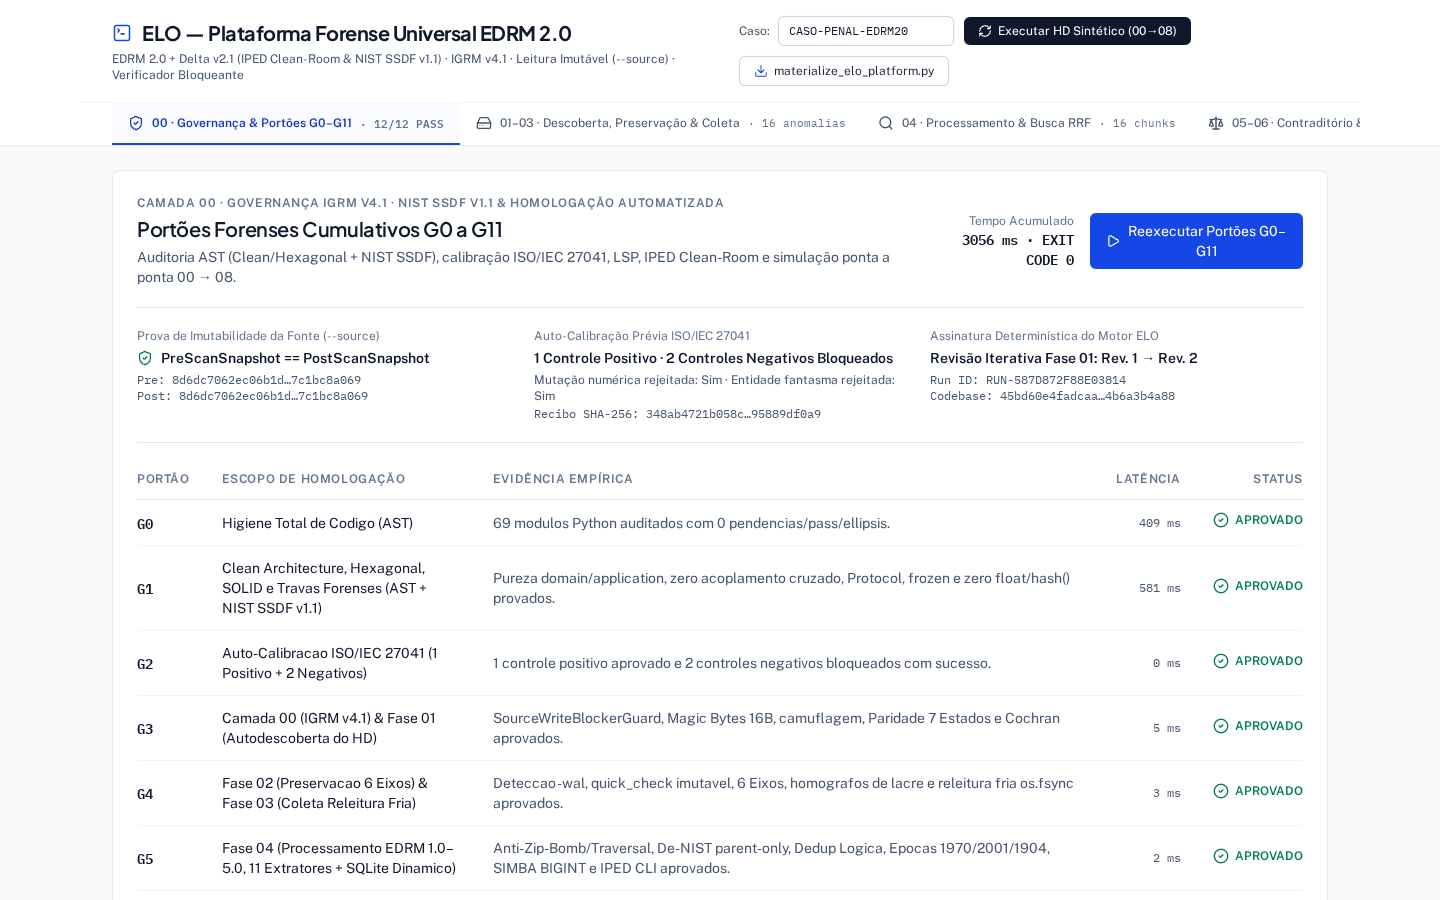 ELO — Plataforma Forense Universal EDRM 2.0
EDRM 2.0 + Delta v2.1 (IPED Clean-Room & NIST SSDF v1.1) · IGRM v4.1 · Leitura Imutável (--source) ·
Verificador Bloqueante
Caso: CASO-PENAL-EDRM20
Executar HD Sintético (00→08)
materialize_elo_platform.py
00 · Governança & Portões G0–G11 · 12/12 PASS
01–03 · Descoberta, Preservação & Coleta · 16 anomalias
04 · Processamento & Busca RRF · 16 chunks
05–06 · Contraditório &
CAMADA 00 · GOVERNANÇA IGRM V4.1 · NIST SSDF V1.1 & HOMOLOGAÇÃO AUTOMATIZADA
Portões Forenses Cumulativos G0 a G11
Auditoria AST (Clean/Hexagonal + NIST SSDF), calibração ISO/IEC 27041, LSP, IPED Clean-Room e simulação ponta a
ponta 00 → 08.
Tempo Acumulado
3056 ms · EXIT
CODE 0
Reexecutar Portões G0–
G11
Prova de Imutabilidade da Fonte (--source)
PreScanSnapshot == PostScanSnapshot
Pre: 8d6dc7062ec06b1d…7c1bc8a069
Post: 8d6dc7062ec06b1d…7c1bc8a069
Auto-Calibração Prévia ISO/IEC 27041
1 Controle Positivo · 2 Controles Negativos Bloqueados
Mutação numérica rejeitada: Sim · Entidade fantasma rejeitada:
Sim
Recibo SHA-256: 348ab4721b058c…95889df0a9
Assinatura Determinística do Motor ELO
Revisão Iterativa Fase 01: Rev. 1 → Rev. 2
Run ID: RUN-587D872F88E03814
Codebase: 45bd60e4fadcaa…4b6a3b4a88
PORTÃO ESCOPO DE HOMOLOGAÇÃO EVIDÊNCIA EMPÍRICA LATÊNCIA STATUS
G0 Higiene Total de Codigo (AST) 69 modulos Python auditados com 0 pendencias/pass/ellipsis. 409 ms APROVADO
G1
Clean Architecture, Hexagonal,
SOLID e Travas Forenses (AST +
NIST SSDF v1.1)
Pureza domain/application, zero acoplamento cruzado, Protocol, frozen e zero float/hash()
provados.
581 ms APROVADO
G2
Auto-Calibracao ISO/IEC 27041 (1
Positivo + 2 Negativos)
1 controle positivo aprovado e 2 controles negativos bloqueados com sucesso.
0 ms APROVADO
G3
Camada 00 (IGRM v4.1) & Fase 01
(Autodescoberta do HD)
SourceWriteBlockerGuard, Magic Bytes 16B, camuflagem, Paridade 7 Estados e Cochran
aprovados.
5 ms APROVADO
G4
Fase 02 (Preservacao 6 Eixos) &
Fase 03 (Coleta Releitura Fria)
Deteccao -wal, quick_check imutavel, 6 Eixos, homografos de lacre e releitura fria os.fsync
aprovados.
3 ms APROVADO
G5
Fase 04 (Processamento EDRM 1.0–
5.0, 11 Extratores + SQLite Dinamico)
Anti-Zip-Bomb/Traversal, De-NIST parent-only, Dedup Logica, Epocas 1970/2001/1904,
SIMBA BIGINT e IPED CLI aprovados.
2 ms APROVADO